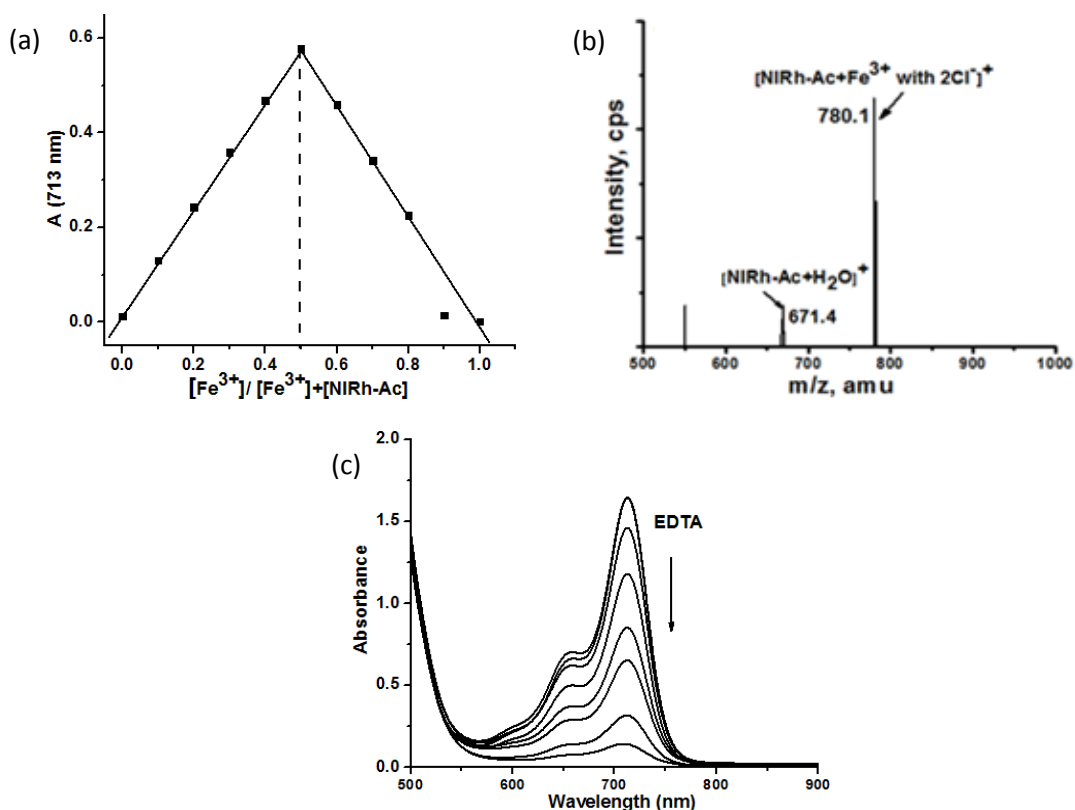 (a)
0.6
0.4
0.2
0.0
A (713 nm)
0.0 0.2 0.4 0.6 0.8 1.0
[Fe3+]/ [Fe3+]+[NIRh-Ac]
(b)
[NIRh-Ac+Fe3+ with 2Cl-]+
780.1
[NIRh-Ac+H2O]+
671.4
Intensity, cps
500 600 700 800 900 1000
m/z, amu
(c)
2.0
1.5
1.0
0.5
0.0
Absorbance
EDTA
500 600 700 800 900
Wavelength (nm)